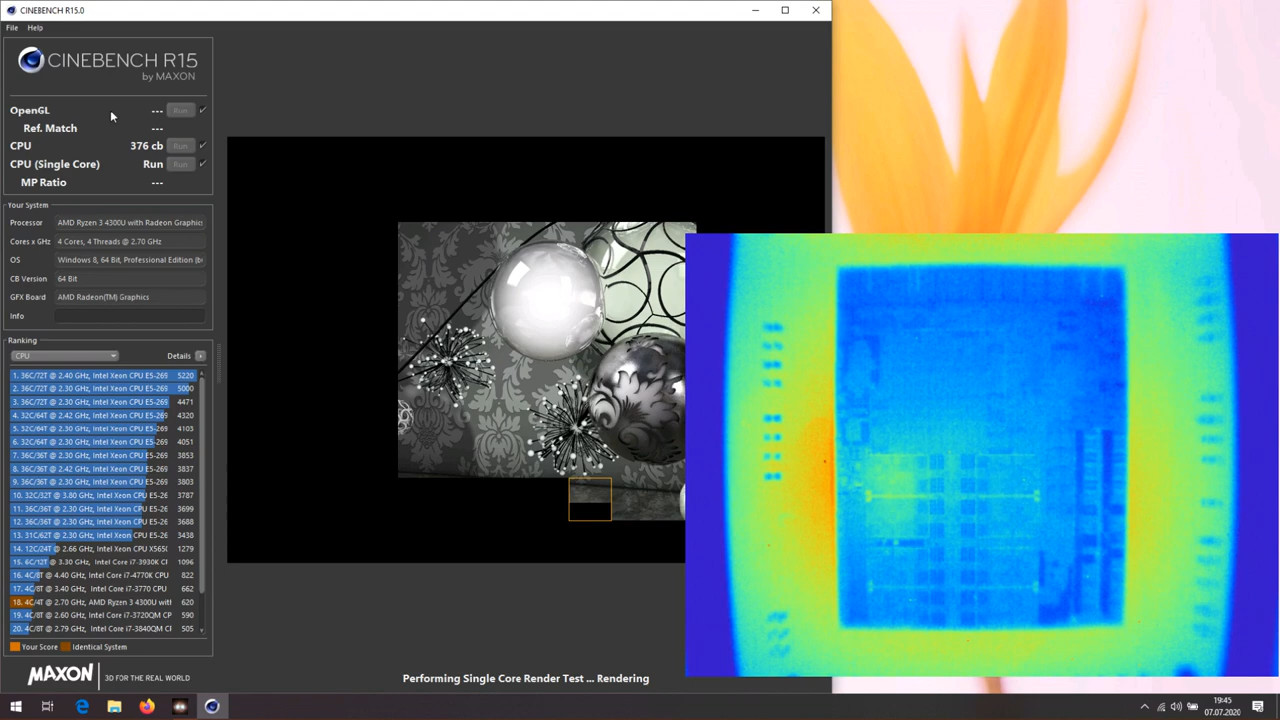 CINEBENCH R15.0
File Help
CINEBENCH R15
by MAXON
OpenGL --- Run
Ref. Match ---
CPU 376 cb Run
CPU (Single Core) Run Run
MP Ratio ---
Your System
Processor AMD Ryzen 3 4300U with Radeon Graphic
Cores x GHz 4 Cores, 4 Threads @ 2.70 GHz
OS Windows 8, 64 Bit, Professional Edition (b
CB Version 64 Bit
GFX Board AMD Radeon(TM) Graphics
Info
Ranking
CPU Details
1. 36C/72T @ 2.40 GHz, Intel Xeon CPU E5-269 5220
2. 36C/72T @ 2.30 GHz, Intel Xeon CPU E5-269 5000
3. 36C/72T @ 2.30 GHz, Intel Xeon CPU E5-269 4471
4. 32C/64T @ 2.42 GHz, Intel Xeon CPU E5-269 4320
5. 32C/64T @ 2.30 GHz, Intel Xeon CPU E5-269 4105
6. 32C/64T @ 2.30 GHz, Intel Xeon CPU E5-269 4051
7. 36C/36T @ 2.30 GHz, Intel Xeon CPU E5-269 3853
8. 36C/36T @ 2.42 GHz, Intel Xeon CPU E5-269 3837
9. 36C/36T @ 2.30 GHz, Intel Xeon CPU E5-269 3803
10. 32C/32T @ 3.80 GHz, Intel Xeon CPU E5-26 3787
11. 36C/36T @ 2.30 GHz, Intel Xeon CPU E5-26 3699
12. 36C/36T @ 2.30 GHz, Intel Xeon CPU E5-26 3688
13. 31C/62T @ 2.30 GHz, Intel Xeon CPU E5-26 3438
14. 12C/24T @ 2.66 GHz, Intel Xeon CPU X565( 1279
15. 6C/12T @ 3.30 GHz, Intel Core i7-3930K C 1096
16. 4C/8T @ 4.40 GHz, Intel Core i7-4770K CPU 822
17. 4C/8T @ 3.40 GHz, Intel Core i7-3770 CPU 662
18. 4C/4T @ 2.70 GHz, AMD Ryzen 3 4300U wit 620
19. 4C/8T @ 2.60 GHz, Intel Core i7-3720QM CP 590
20. 4C/8T @ 2.79 GHz, Intel Core i7-3840QM CF 505
Your Score Identical System
MAXON 3D FOR THE REAL WORLD
Performing Single Core Render Test ... Rendering
19:45
07.07.2020